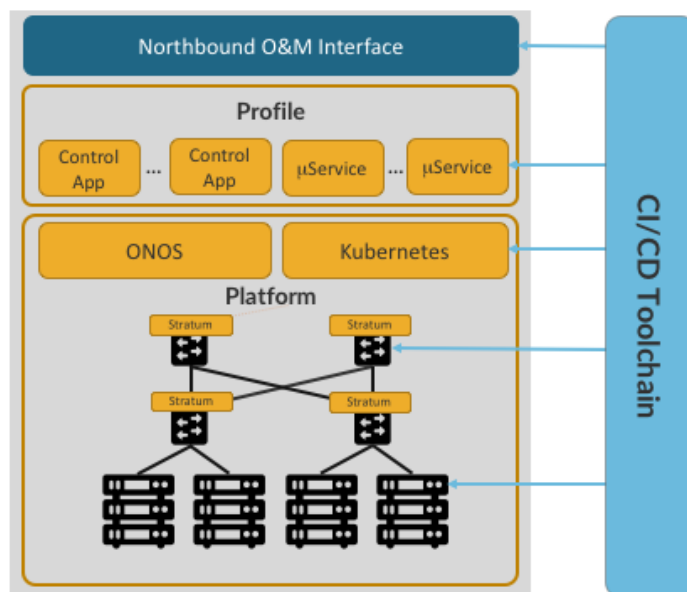 Northbound O&M Interface
Profile
Control
App
...
Control
App
μService
...
μService
ONOS
Kubernetes
Platform
Stratum
Stratum
Stratum
Stratum
CI/CD Toolchain